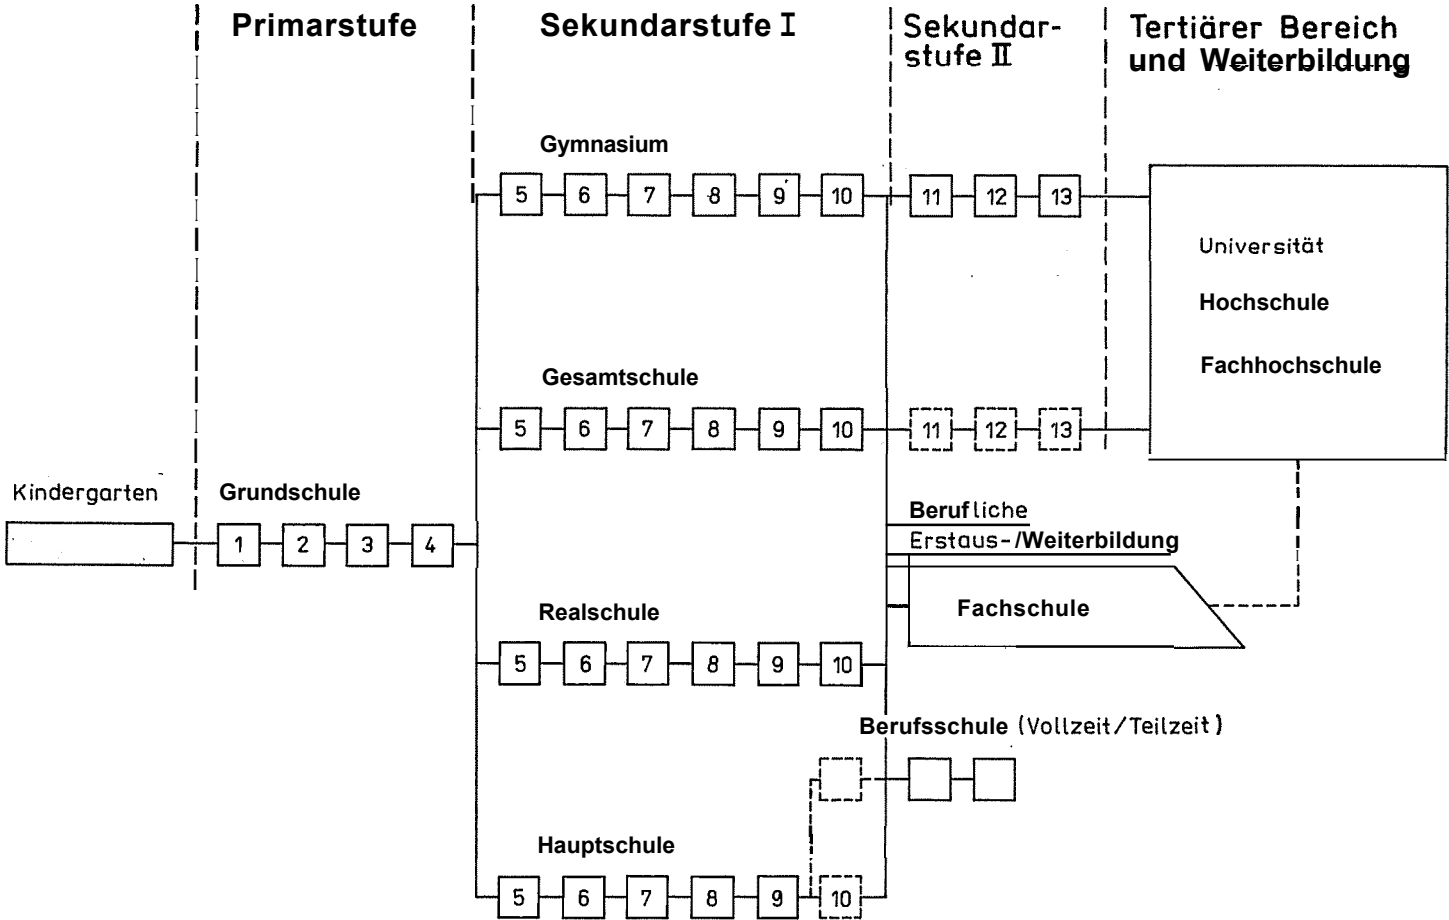 Primarstufe
Sekundarstufe I
Sekundar-
stufe II
Tertiärer Bereich
und Weiterbildung
Gymnasium
5 6 7 8 9 10 11 12 13
Universität
Hochschule
Fachhochschule
Gesamtschule
5 6 7 8 9 10 11 12 13
Kindergarten
Grundschule
1 2 3 4
Berufliche
Erstaus-/Weiterbildung
Fachschule
Realschule
5 6 7 8 9 10
Berufsschule (Vollzeit/Teilzeit)
Hauptschule
5 6 7 8 9 10